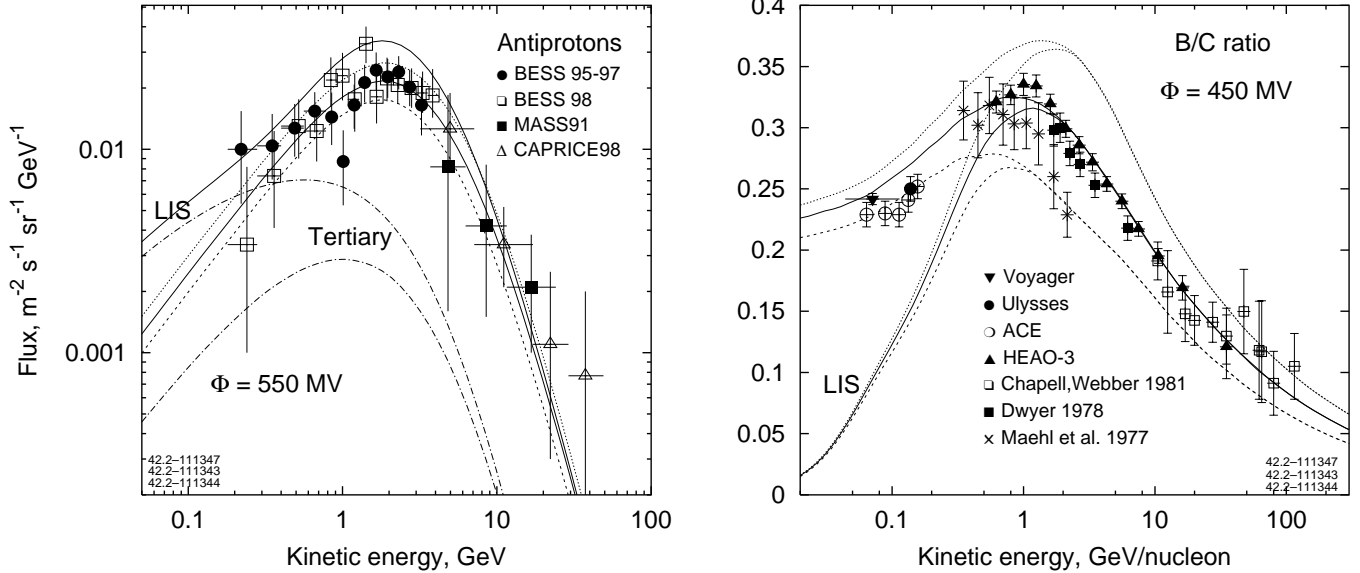 Antiprotons
BESS 95-97
BESS 98
MASS91
CAPRICE98
LIS
Tertiary
Φ = 550 MV
42.2–111347
42.2–111343
42.2–111344
0.01
0.001
0.1
1
10
100
Kinetic energy, GeV
Flux, m-2 s-1 sr-1 GeV-1
B/C ratio
Φ = 450 MV
Voyager
Ulysses
ACE
HEAO-3
Chapell,Webber 1981
Dwyer 1978
Maehl et al. 1977
LIS
42.2–111347
42.2–111343
42.2–111344
0.4
0.35
0.3
0.25
0.2
0.15
0.1
0.05
0
0.1
1
10
100
Kinetic energy, GeV/nucleon